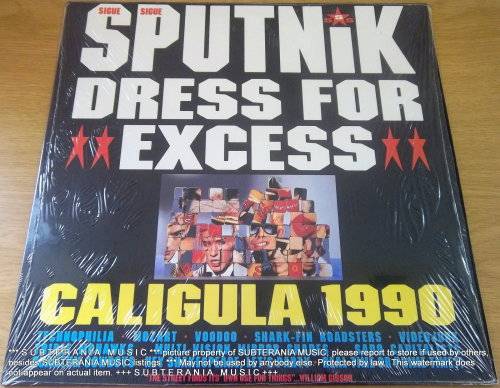 SIGUE SIGUE
SPUTNiK
DRESS FOR
EXCESS
CALIGULA 1990
TECHNOPHILIA MOZART · VOODOO · SHARK-FIN ROADSTERS · VIDEODISC
*** S U B T E R A N I A M U S I C *** picture property of SUBTERANIA MUSIC, please report to store if used by others,
besides SUBTERANIA MUSIC, listings *** May not be used by anybody else. Protected by law. This watermark does
not appear on actual item. +++ S U B T E R A N I A M U S I C +++
"THE STREET FINDS ITS OWN USE FOR THINGS" WILLIAM GIBSON